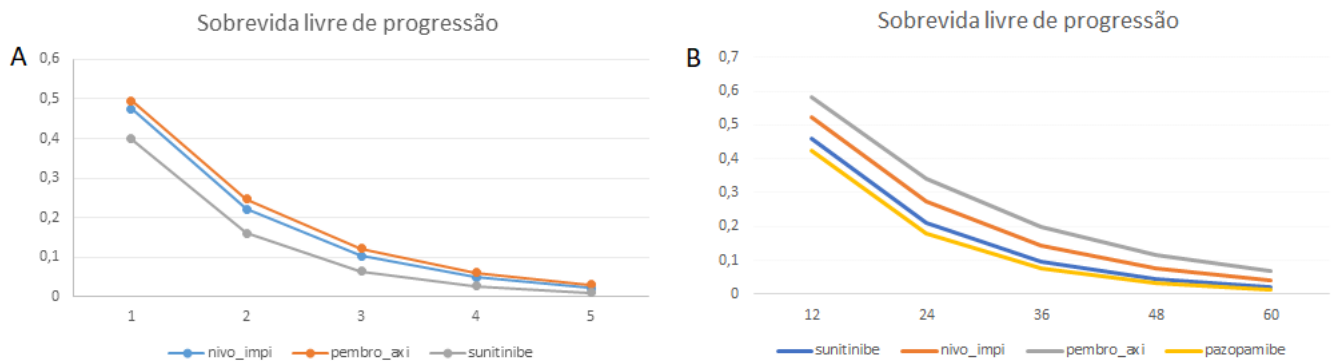 A
Sobrevida livre de progressão
0,6
0,5
0,4
0,3
0,2
0,1
0
1 2 3 4 5
nivo_impi pembro_axi sunitinibe
B
Sobrevida livre de progressão
0,7
0,6
0,5
0,4
0,3
0,2
0,1
0
12 24 36 48 60
sunitinibe nivo_impi pembro_axi pazopamibe